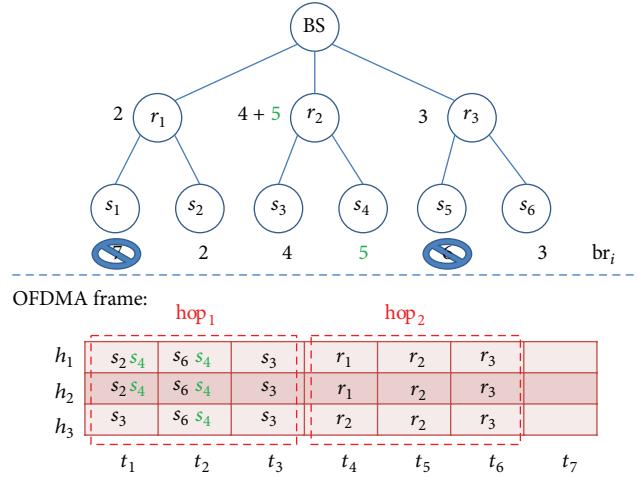 BS
2 r1 4 + 5 r2 3 r3
s1 s2 s3 s4 s5 s6
7 2 4 5 3 bri
OFDMA frame:
hop1 hop2
h1 s2 s4 s6 s4 s3 r1 r2 r3
h2 s2 s4 s6 s4 s3 r1 r2 r3
h3 s3 s6 s4 s3 r2 r2 r3
t1 t2 t3 t4 t5 t6 t7